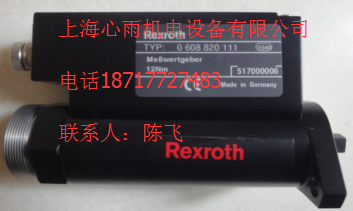 上海心雨机电设备有限公司
Rexroth
TYP: 0 608 820 111
Meßwertgeber
12Nm
517000006
CE
Made in Germany
电话18717727483
联系人：陈飞
Rexroth